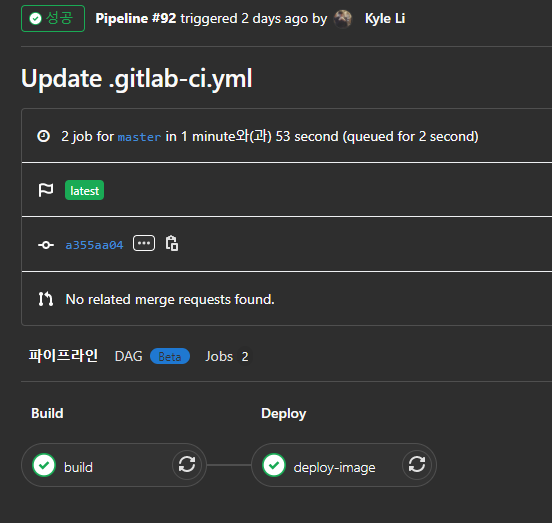 성공 Pipeline #92 triggered 2 days ago by Kyle Li
Update .gitlab-ci.yml
2 job for master in 1 minute와(과) 53 second (queued for 2 second)
latest
a355aa04
No related merge requests found.
파이프라인 DAG Beta Jobs 2
Build Deploy
build deploy-image